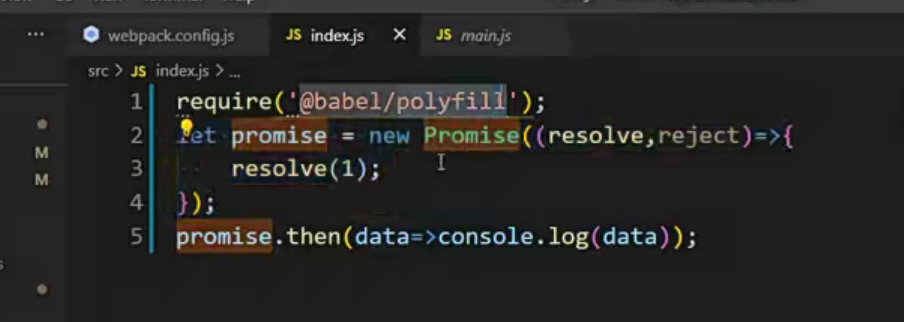 ... webpack.config.js JS index.js × JS main.js
src > JS index.js > ...
1 require('@babel/polyfill');
2 let promise = new Promise((resolve,reject)=>{
M
3 resolve(1);
M
4 });
5 promise.then(data=>console.log(data));